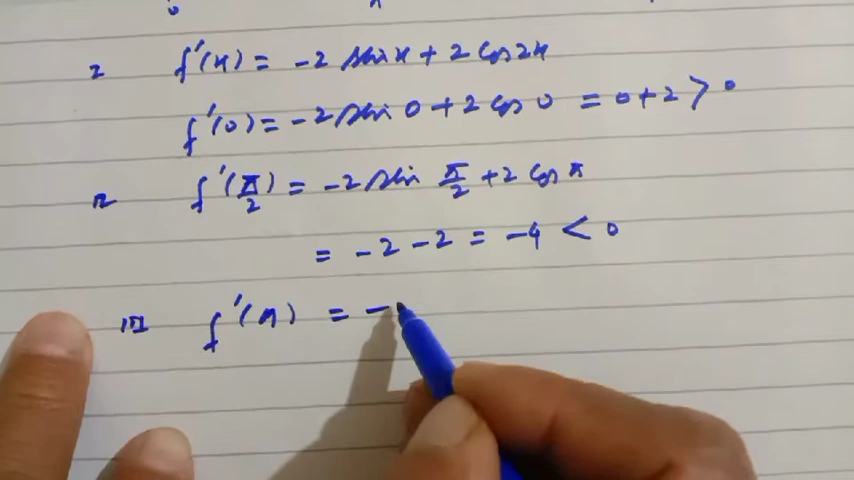 I f'(x) = -2 sin x + 2 cos 2x
f'(0) = -2 sin 0 + 2 cos 0 = 0 + 2 > 0
II f'(π/2) = -2 sin π/2 + 2 cos π
= -2 - 2 = -4 < 0
III f'(π) = -